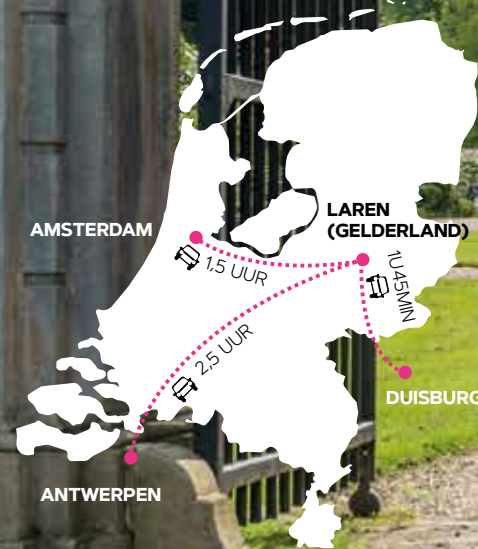 LAREN
(GELDERLAND)
AMSTERDAM
1,5 UUR
1U45MIN
2,5 UUR
DUISBURG
ANTWERPEN